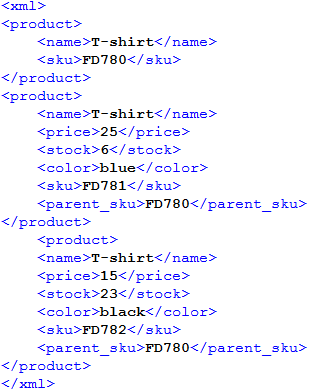 <xml>
<product>
    <name>T-shirt</name>
    <sku>FD780</sku>
</product>
<product>
    <name>T-shirt</name>
    <price>25</price>
    <stock>6</stock>
    <color>blue</color>
    <sku>FD781</sku>
    <parent_sku>FD780</parent_sku>
</product>
    <product>
    <name>T-shirt</name>
    <price>15</price>
    <stock>23</stock>
    <color>black</color>
    <sku>FD782</sku>
    <parent_sku>FD780</parent_sku>
</product>
</xml>